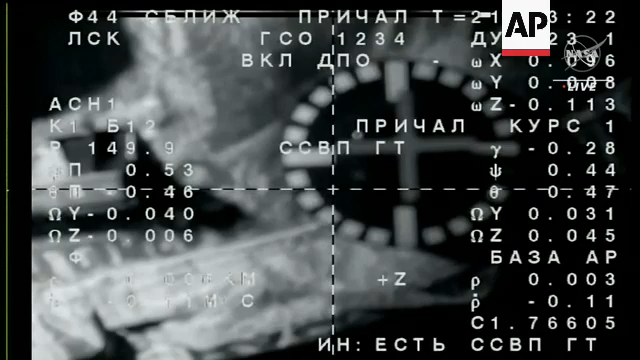 Ф44 СБЛИЖ ПРИЧАЛ Т=2 :22
AP
ЛСК ГСО 1234 ДУ 23 1
NASA
ВКЛ ДПО - ωX 0.096
ωY 0.008
LIVE
АСН1 ωZ-0.113
К1 Б12 ПРИЧАЛ КУРС 1
Р 149.9 ССВП ГТ γ -0.28
П 0.53 ψ 0.44
-0.46 θ 0.47
ΩY-0.040 ΩY 0.031
ΩZ-0.006 ΩZ 0.045
Ф БАЗА АР
+Z ρ 0.003
ρ̇ -0.11
С1.76605
ИН: ЕСТЬ ССВП ГТ